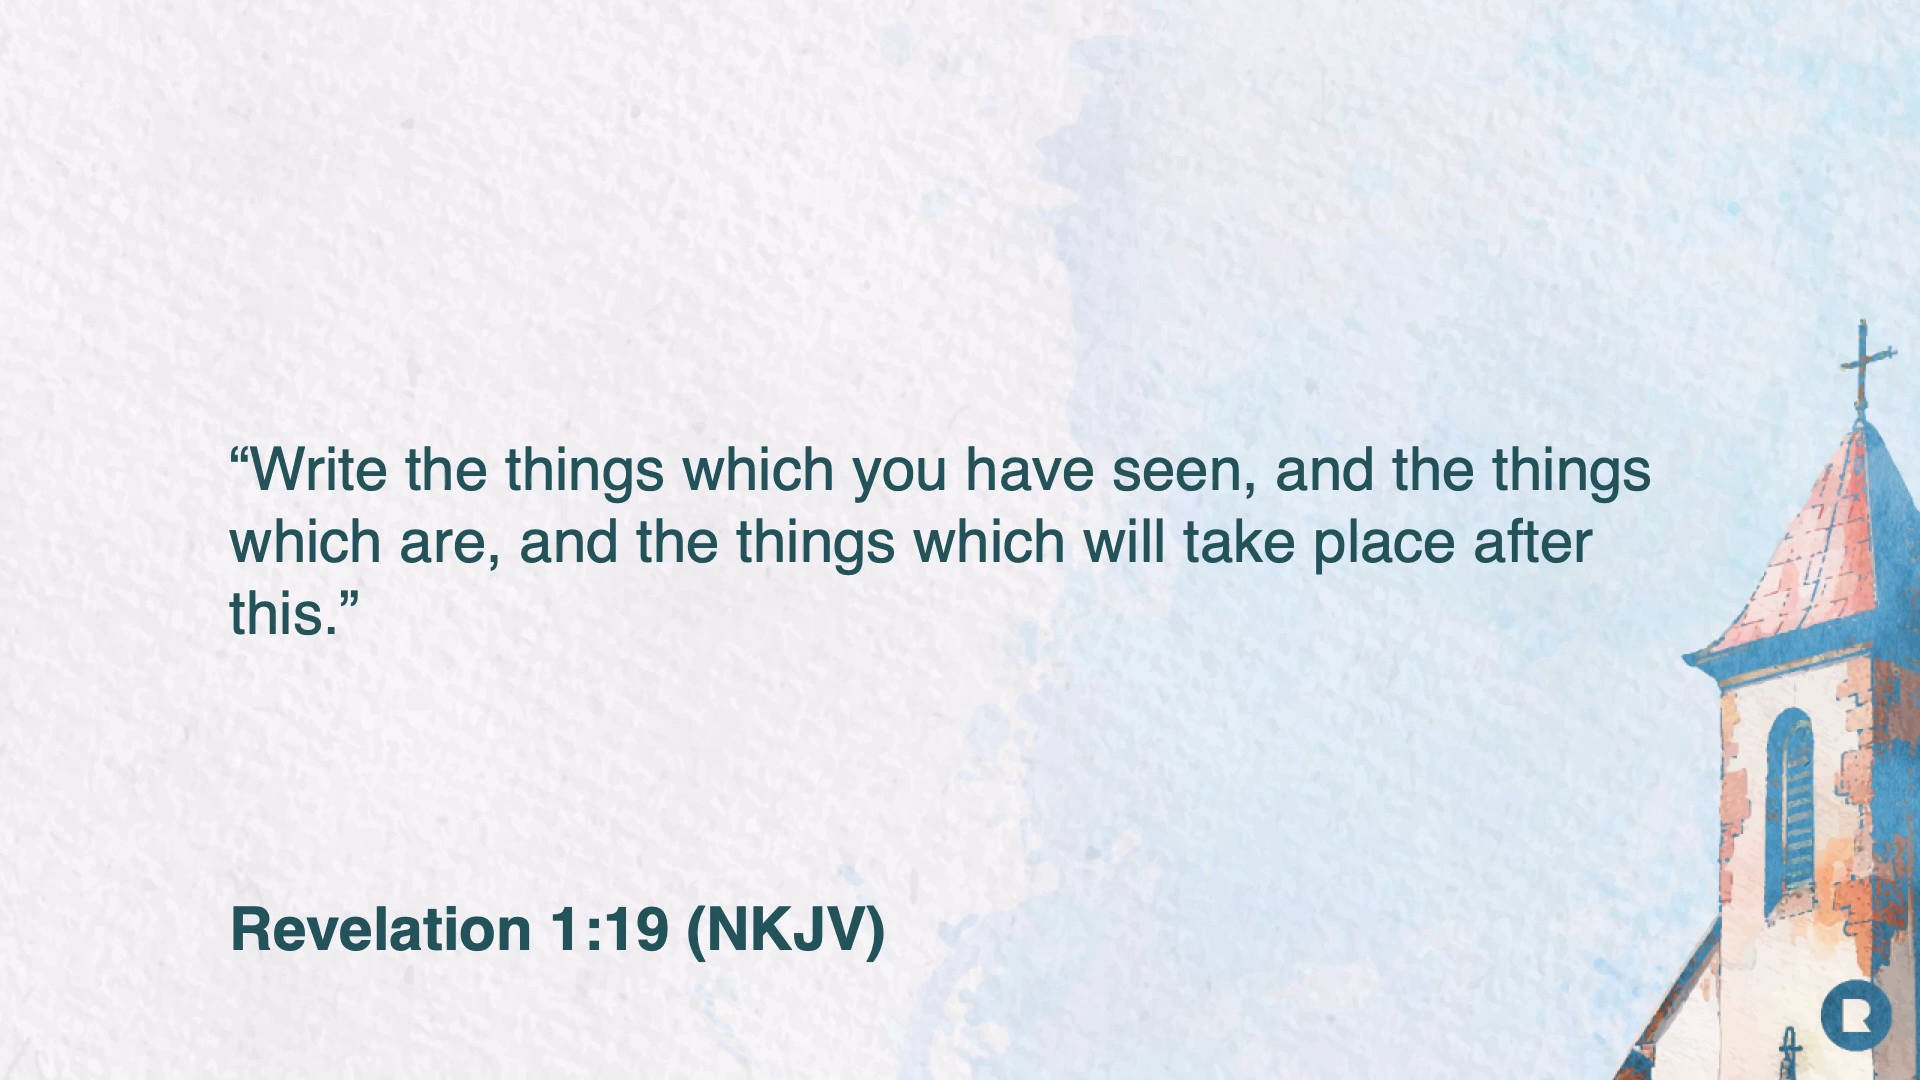 “Write the things which you have seen, and the things
which are, and the things which will take place after
this.”
Revelation 1:19 (NKJV)
R